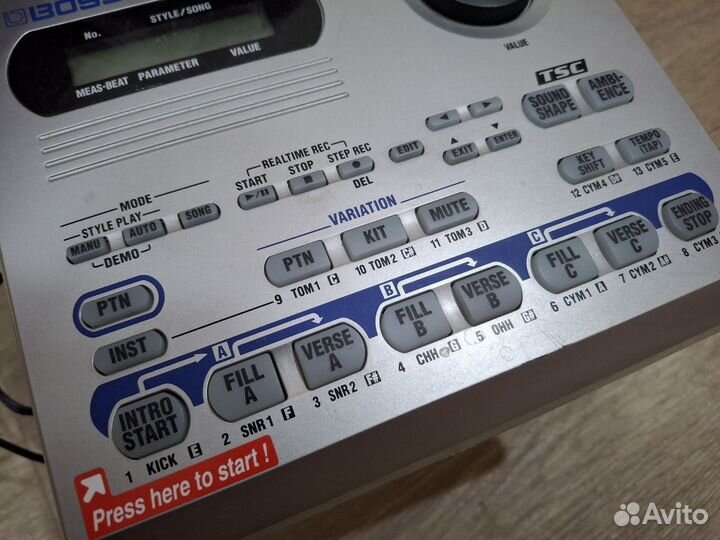 BOSS
STYLE/SONG
No.
MEAS-BEAT PARAMETER VALUE
VALUE
TSC
SOUND SHAPE
AMBI-ENCE
REALTIME REC
START STOP STEP REC
DEL
EDIT
EXIT
ENTER
KEY SHIFT
TEMPO (TAP)
12 CYM4 13 CYM5 E
MODE
STYLE PLAY
MANU AUTO SONG
DEMO
VARIATION
PTN KIT MUTE
9 TOM1 C 10 TOM2 C# 11 TOM3 D
PTN
INST
A
B
C
INTRO START
FILL A
VERSE A
FILL B
VERSE B
FILL C
VERSE C
ENDING STOP
1 KICK E
2 SNR1 F
3 SNR2 F#
4 CHH G
5 OHH G#
6 CYM1 A
7 CYM2 A#
8 CYM3
Press here to start !
Avito